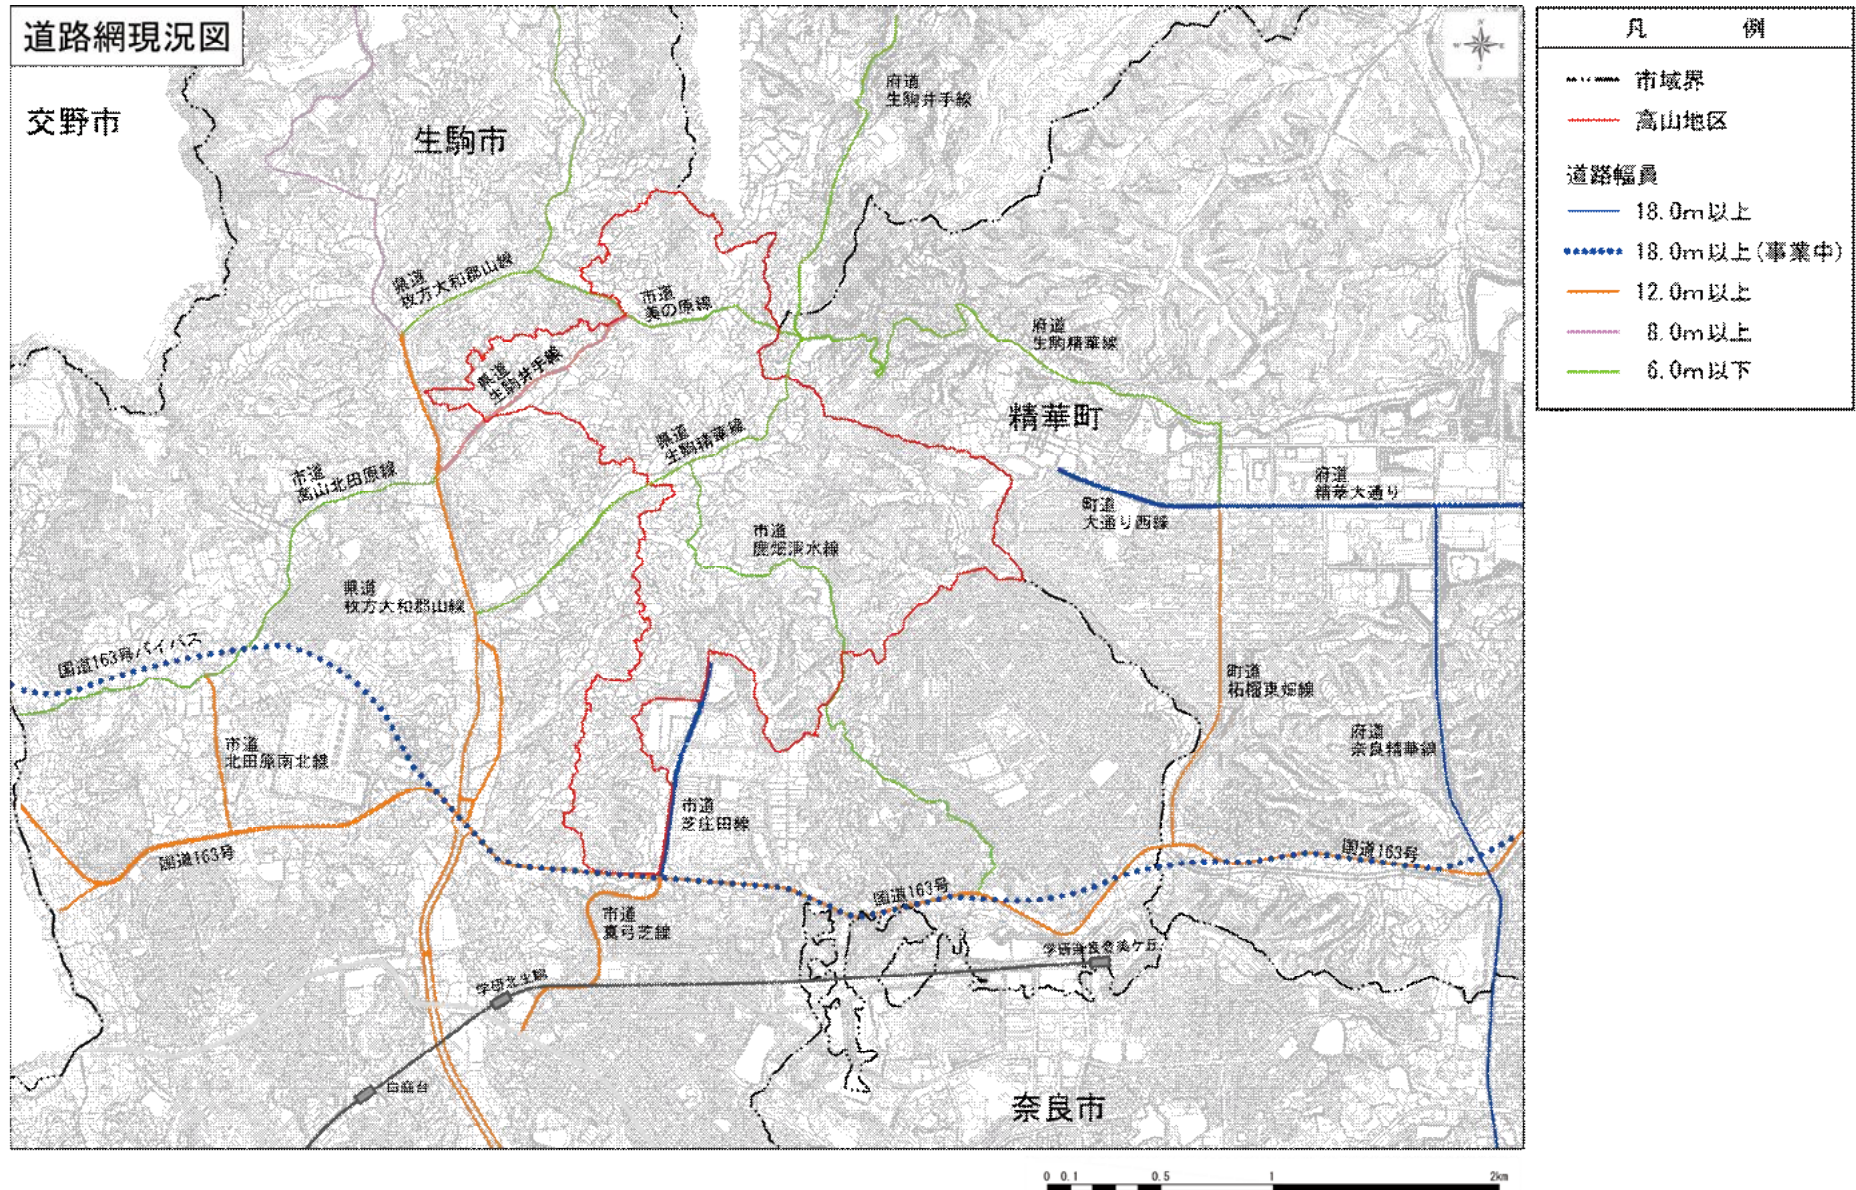 道路網現況図
交野市
生駒市
府道
生駒井手線
県道
枚方大和郡山線
市道
美の原線
県道
生駒井手線
府道
生駒精華線
精華町
県道
生駒精華線
市道
高山北田原線
府道
精華大通り
町道
大通り西線
市道
鹿畑演水線
県道
枚方大和郡山線
国道163号バイパス
町道
柘榴東畑線
市道
北田原南北線
府道
奈良精華線
市道
芝庄田線
国道163号
国道163号
国道163号
市道
真弓芝線
学研北生駒
学研奈良登美ケ丘
白庭台
奈良市
凡 例
市域界
高山地区
道路幅員
18.0m以上
18.0m以上(事業中)
12.0m以上
8.0m以上
6.0m以下
0 0.1 0.5 1 2km
N
W
E
S